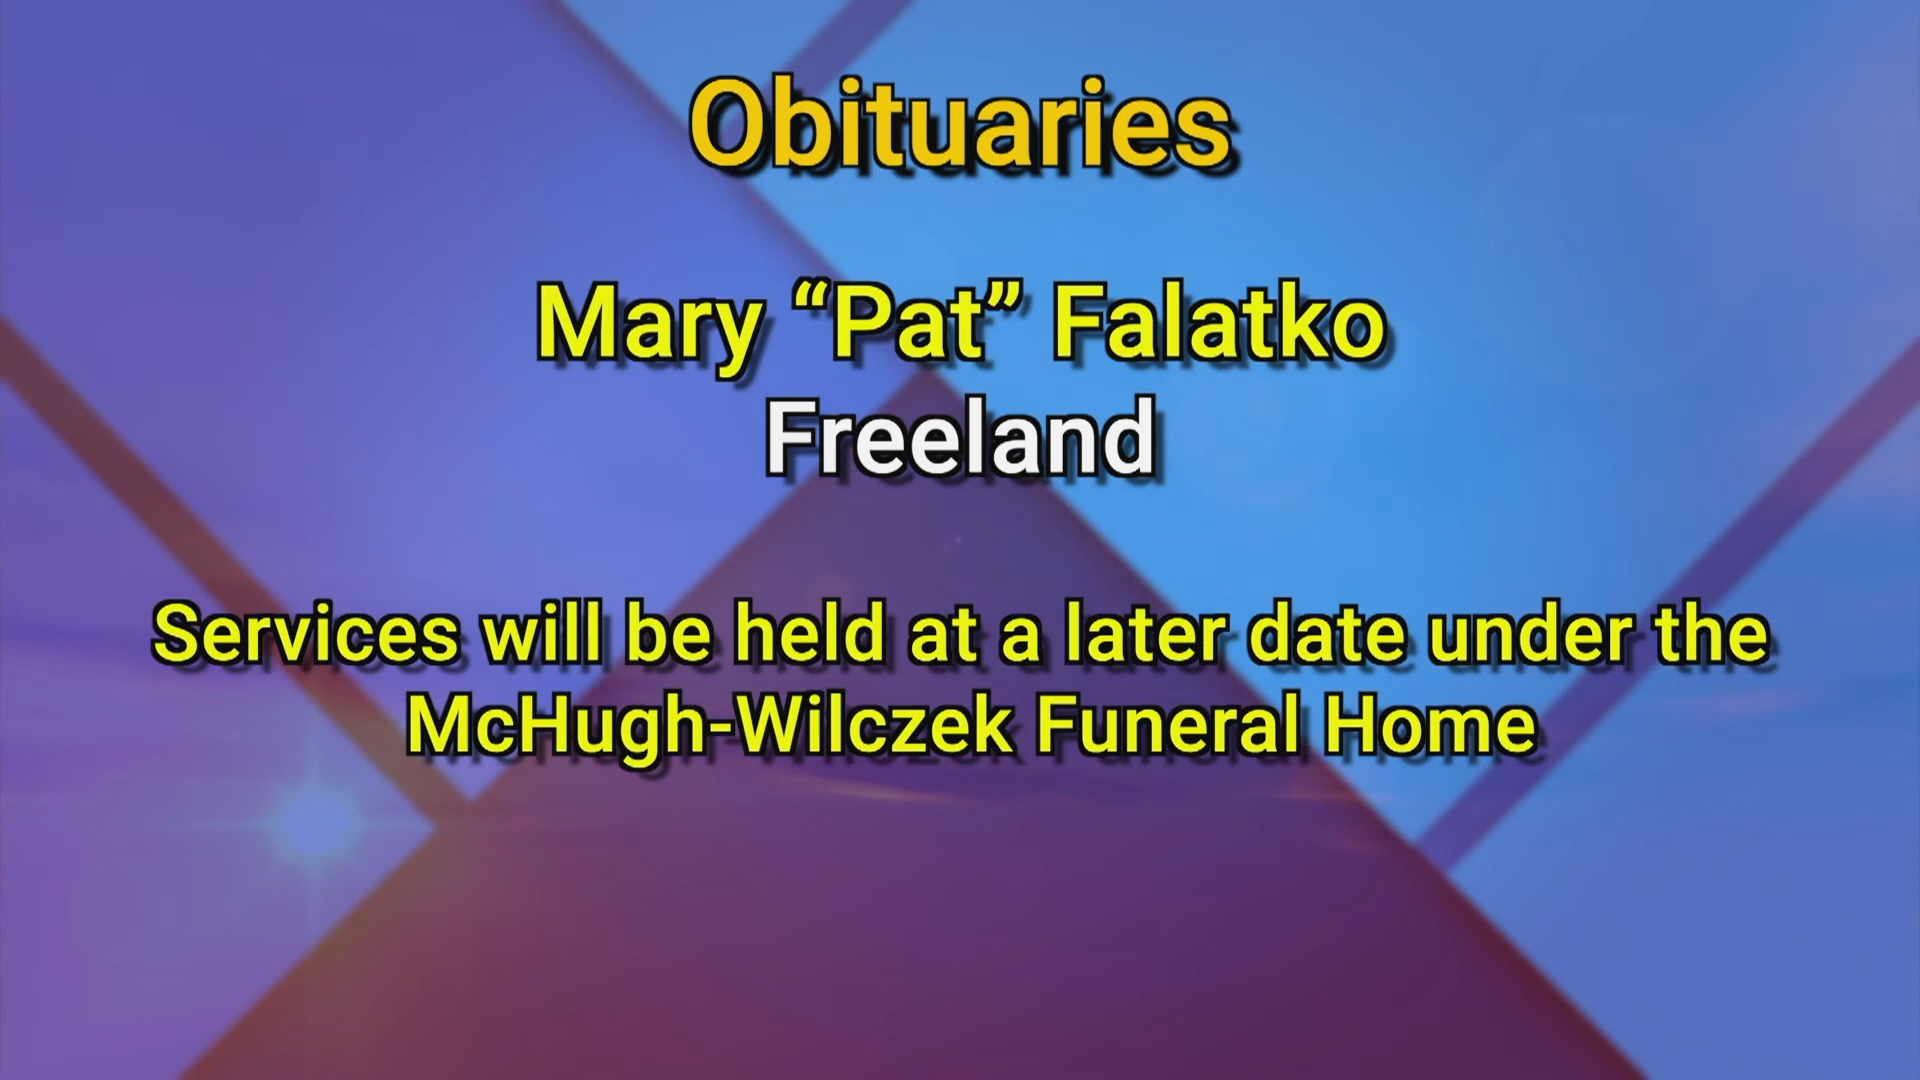 Obituaries
Mary “Pat” Falatko
Freeland
Services will be held at a later date under the
McHugh-Wilczek Funeral Home